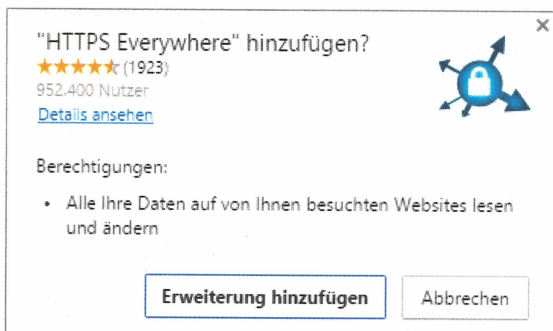 "HTTPS Everywhere" hinzufügen?
(1923)
952.400 Nutzer
Details ansehen
Berechtigungen:
• Alle Ihre Daten auf von Ihnen besuchten Websites lesen
und ändern
Erweiterung hinzufügen
Abbrechen